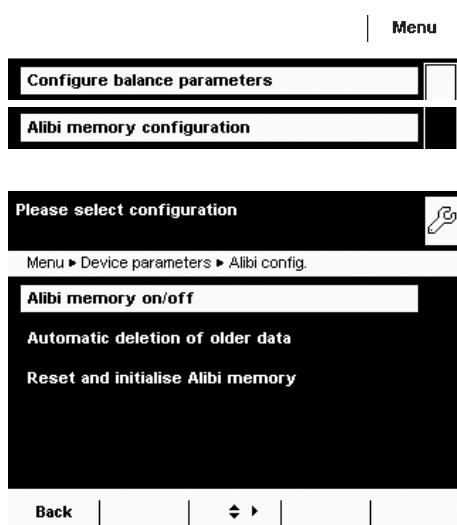 Menu
Configure balance parameters
Alibi memory configuration
Please select configuration
Menu ▸ Device parameters ▸ Alibi config.
Alibi memory on/off
Automatic deletion of older data
Reset and initialise Alibi memory
Back